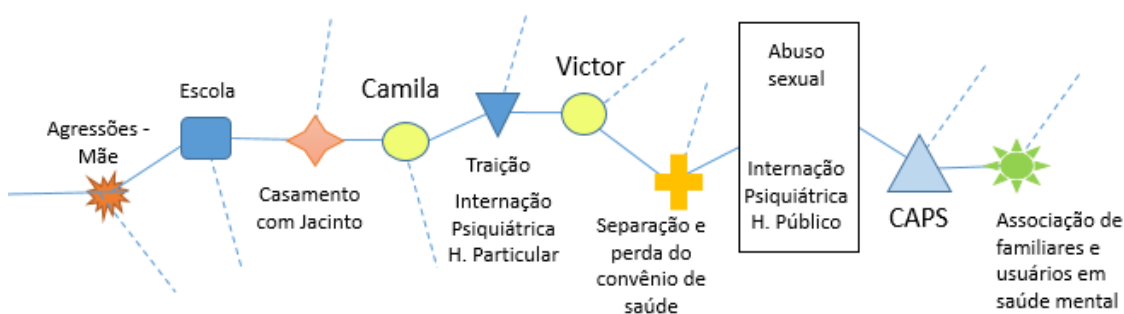 Agressões -
Mãe
Escola
Casamento
com Jacinto
Camila
Traição
Internação
Psiquiátrica
H. Particular
Victor
Separação e
perda do
convênio de
saúde
Abuso
sexual
Internação
Psiquiátrica
H. Público
CAPS
Associação de
familiares e
usuários em
saúde mental